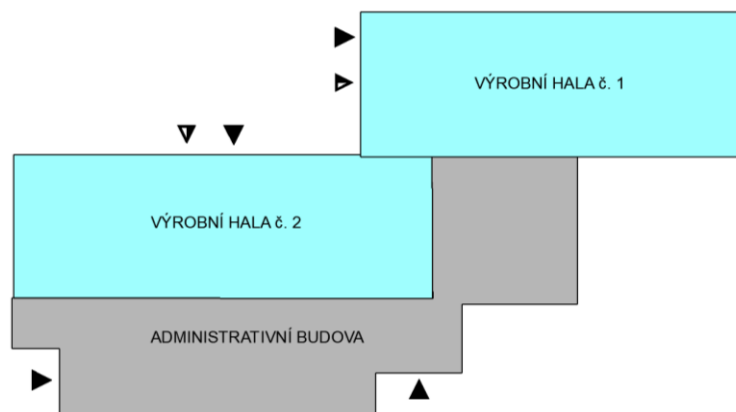 VÝROBNÍ HALA č. 1
VÝROBNÍ HALA č. 2
ADMINISTRATIVNÍ BUDOVA